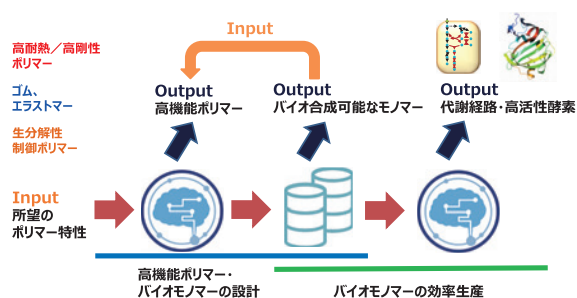 Input
高耐熱／高剛性
ポリマー
Output
高機能ポリマー
Output
バイオ合成可能なモノマー
Output
代謝経路・高活性酵素
ゴム、
エラストマー
生分解性
制御ポリマー
Input
所望の
ポリマー特性
高機能ポリマー・
バイオモノマーの設計
バイオモノマーの効率生産